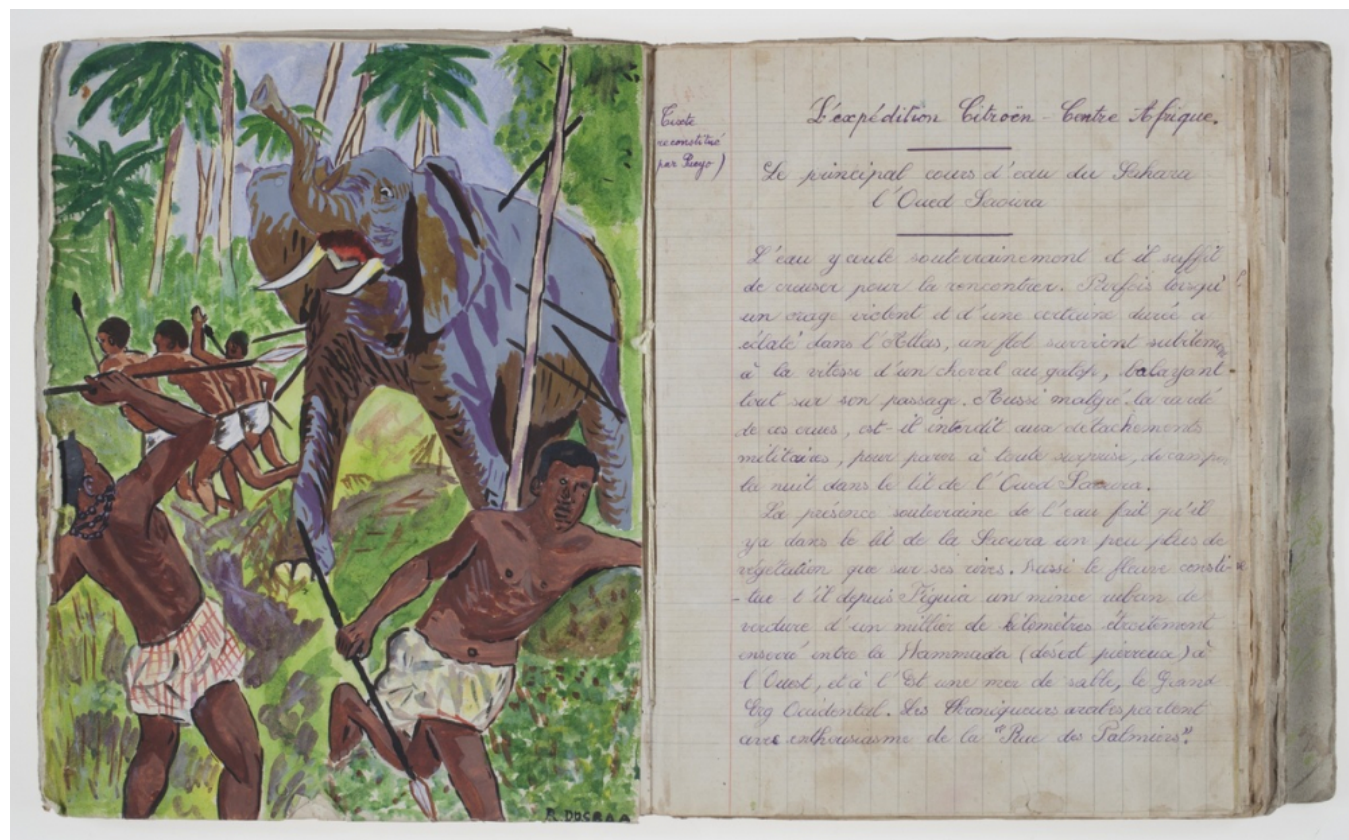 Texte
reconstitué
par Pueyo)
L'expédition Citroën - Centre Afrique.
Le principal cours d'eau du Sahara
l'Oued Saoura
L'eau y coule souterrainement et il suffit
de creuser pour la rencontrer. Parfois lorsqu'
un orage violent et d'une certaine durée a
éclaté dans l'Atlas, un flot survient subitement
à la vitesse d'un cheval au galop, balayant
tout sur son passage. Aussi malgré la rareté
de ces crues, est-il interdit aux détachements
militaires, pour parer à toute surprise, de camper
la nuit dans le lit de l'Oued Saoura.
La présence souterraine de l'eau fait qu'il
y a dans le lit de la Saoura un peu plus de
végétation que sur ses rives. Aussi le fleuve consti-
-tue t'il depuis Figuia un mince ruban de
verdure d'un millier de kilomètres étroitement
enserré entre la Hammada (désert pierreux) à
l'Ouest, et à l'Est une mer de sable, le Grand
Erg Occidental. Les Chroniqueurs arabes parlent
avec enthousiasme de la "Rue des Palmiers".